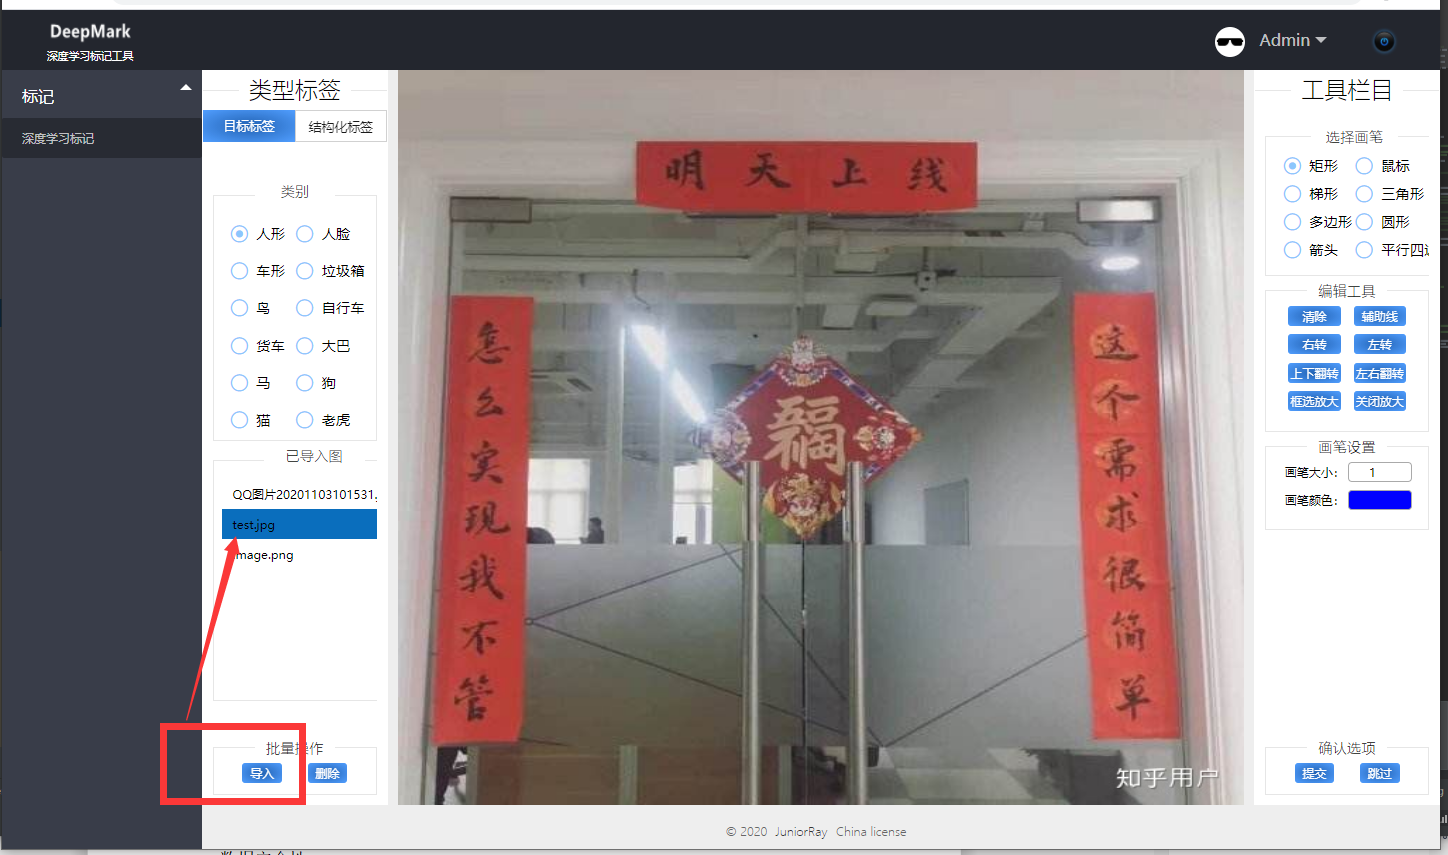 DeepMark
深度学习标记工具
Admin
标记
深度学习标记
类型标签
目标标签 结构化标签
类别
人形 人脸
车形 垃圾箱
鸟 自行车
货车 大巴
马 狗
猫 老虎
已导入图
QQ图片20201103101531.
test.jpg
image.png
批量操作
导入 删除
明天上线
怎么实现我不管
这个需求很简单
福
知乎用户
工具栏目
选择画笔
矩形 鼠标
梯形 三角形
多边形 圆形
箭头 平行四
编辑工具
清除 辅助线
右转 左转
上下翻转 左右翻转
框选放大 关闭放大
画笔设置
画笔大小: 1
画笔颜色:
确认选项
提交 跳过
© 2020 JuniorRay China license